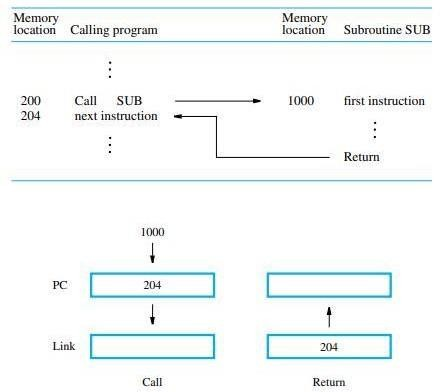 Memory location Calling program Memory location Subroutine SUB
200 Call SUB 1000 first instruction
204 next instruction
Return
1000
PC 204
Link 204
Call Return